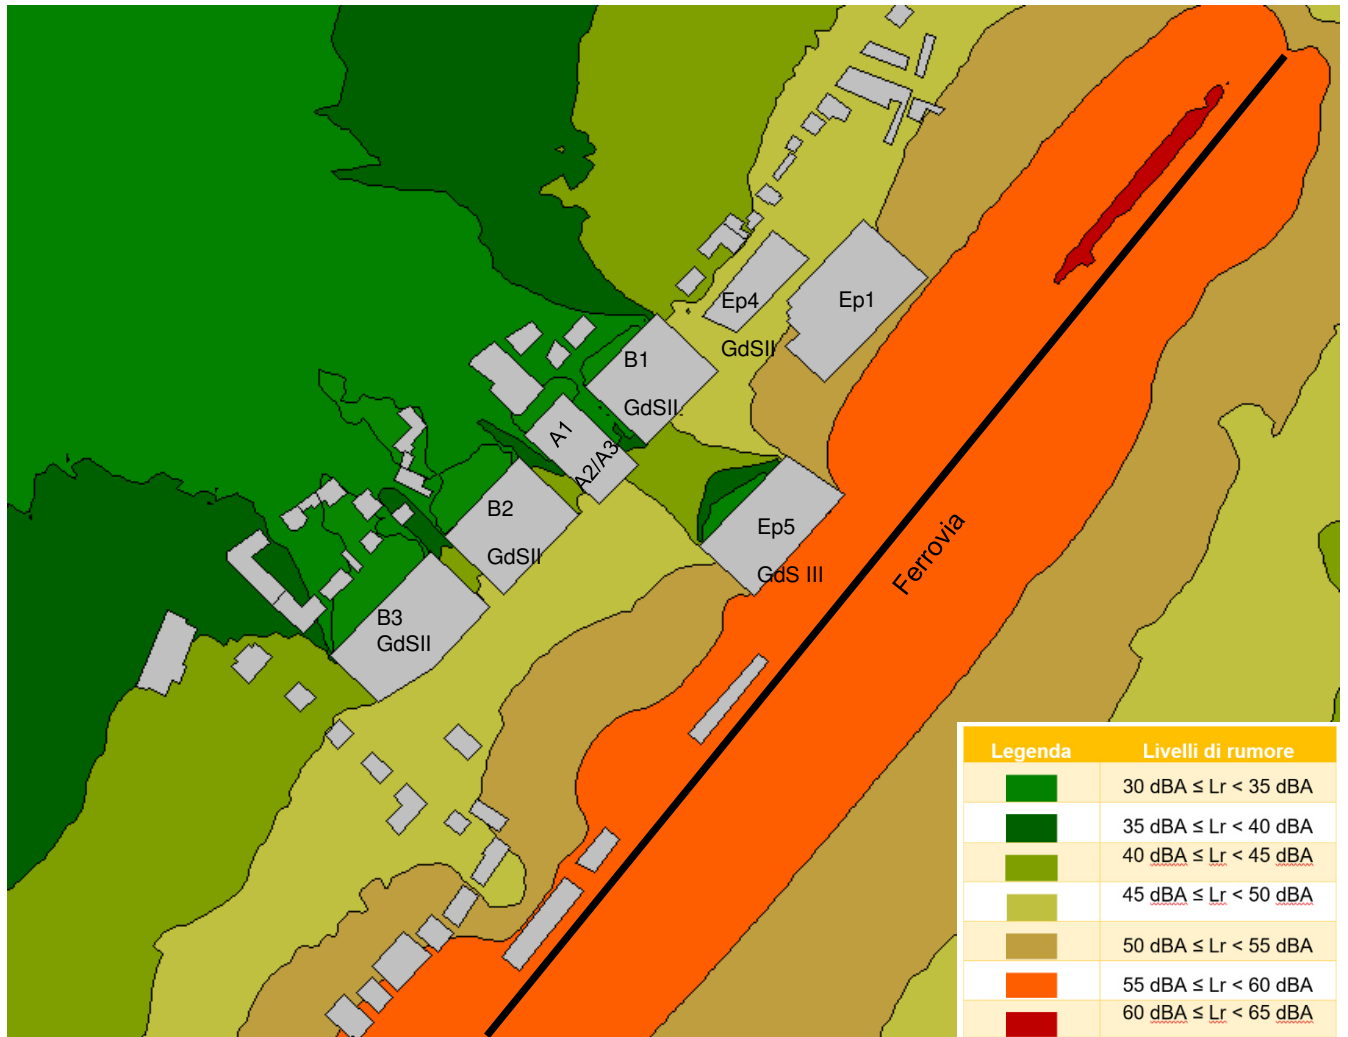 Ep4
Ep1
GdSII
B1
GdSII
A1
A2/A3
B2
GdSII
Ep5
GdS III
Ferrovia
B3
GdSII
Legenda Livelli di rumore
30 dBA ≤ Lr < 35 dBA
35 dBA ≤ Lr < 40 dBA
40 dBA ≤ Lr < 45 dBA
45 dBA ≤ Lr < 50 dBA
50 dBA ≤ Lr < 55 dBA
55 dBA ≤ Lr < 60 dBA
60 dBA ≤ Lr < 65 dBA